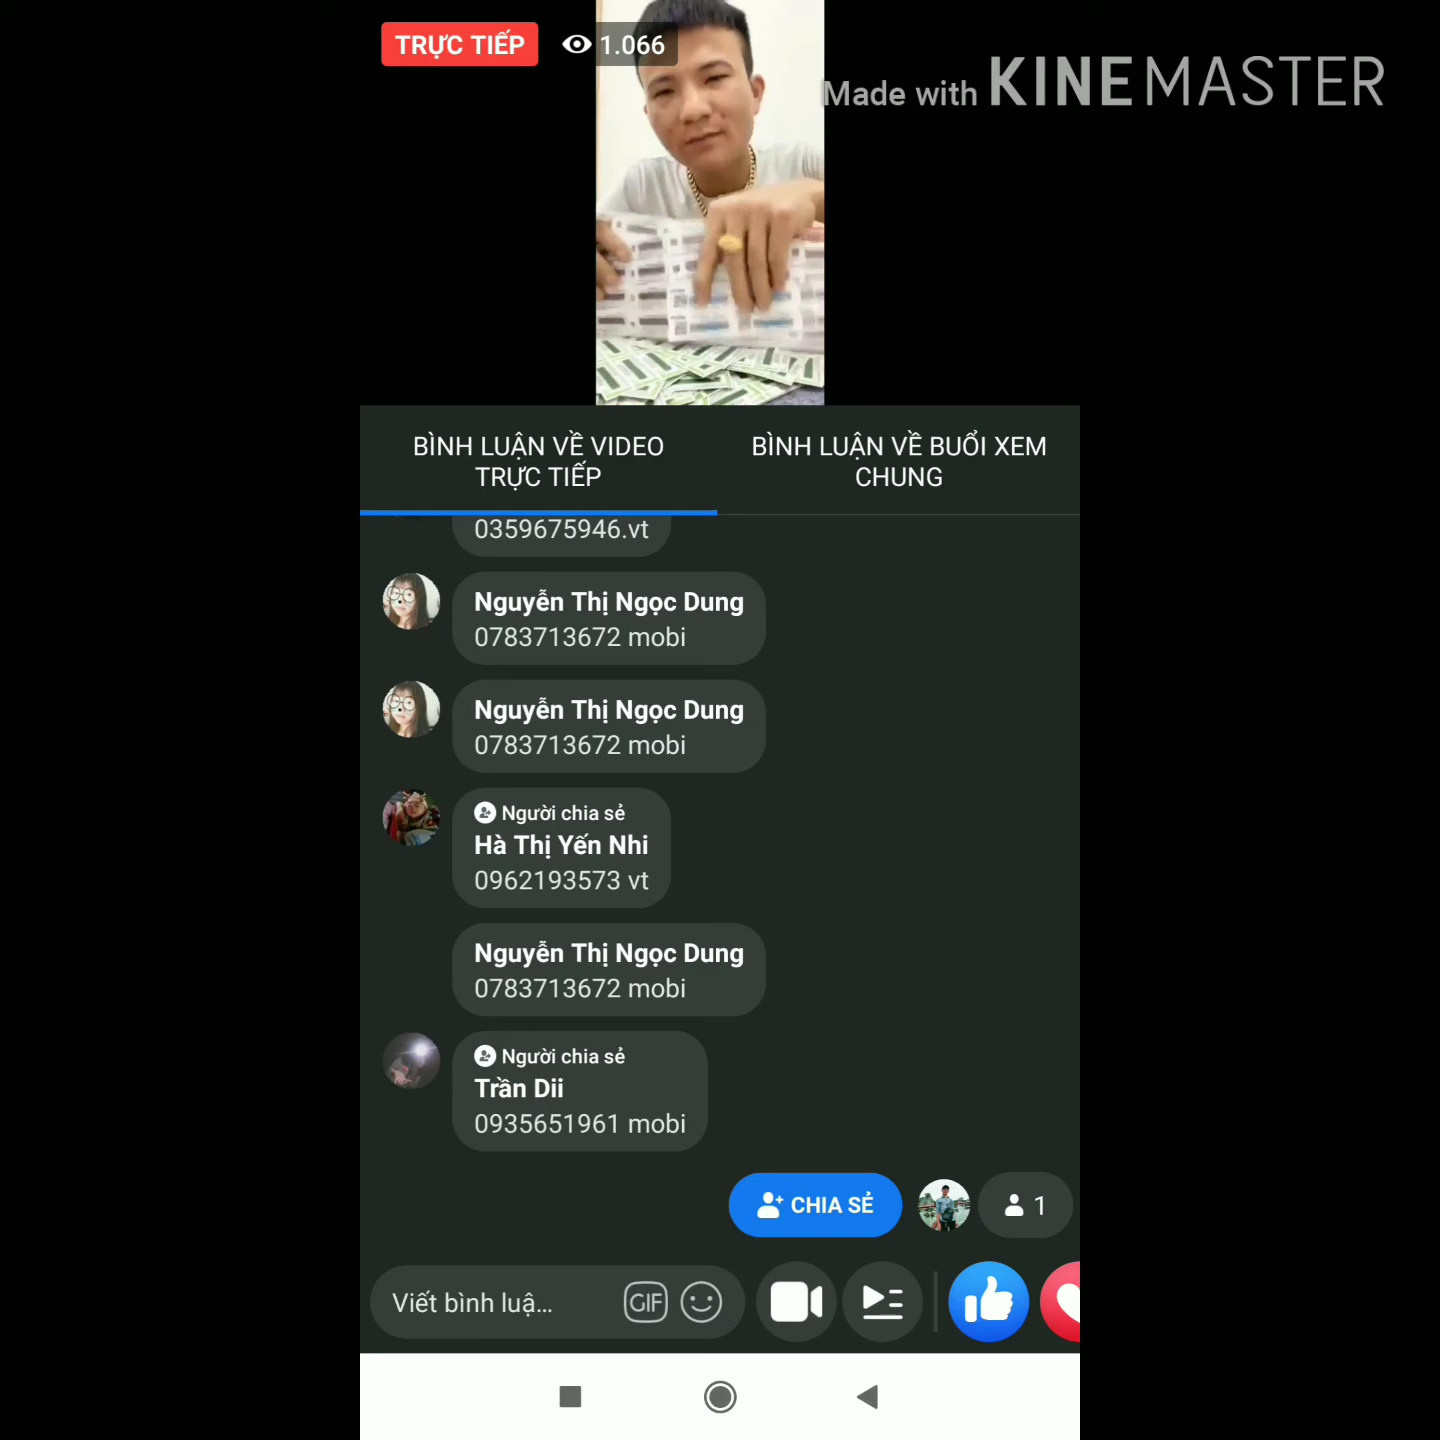 TRỰC TIẾP
1.066
Made with KINEMASTER
BÌNH LUẬN VỀ VIDEO
TRỰC TIẾP
BÌNH LUẬN VỀ BUỔI XEM
CHUNG
0359675946.vt
Nguyễn Thị Ngọc Dung
0783713672 mobi
Nguyễn Thị Ngọc Dung
0783713672 mobi
Người chia sẻ
Hà Thị Yến Nhi
0962193573 vt
Nguyễn Thị Ngọc Dung
0783713672 mobi
Người chia sẻ
Trần Dii
0935651961 mobi
CHIA SẺ
1
Viết bình luậ...
GIF